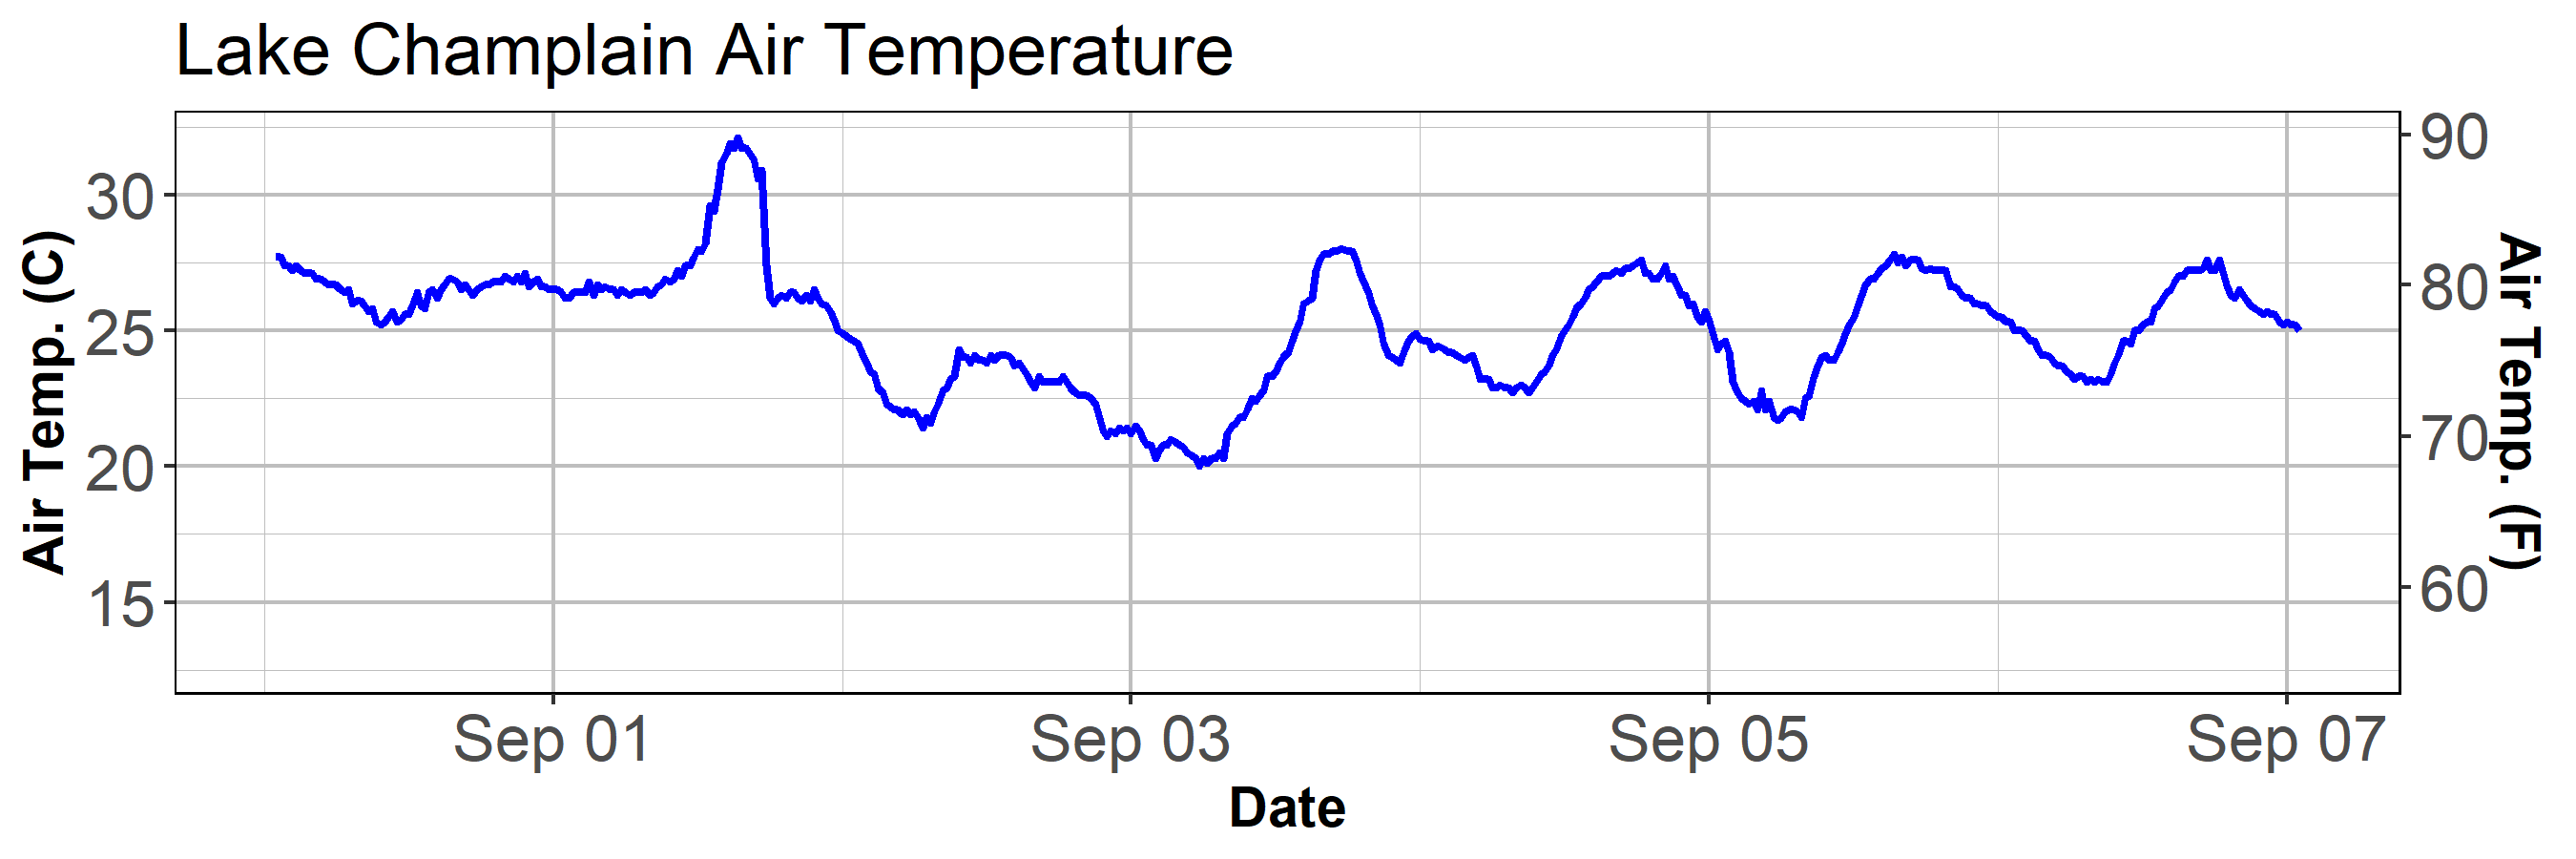 Lake Champlain Air Temperature
Air Temp. (C)
30
25
20
15
90
80
70
60
Air Temp. (F)
Sep 01
Sep 03
Sep 05
Sep 07
Date